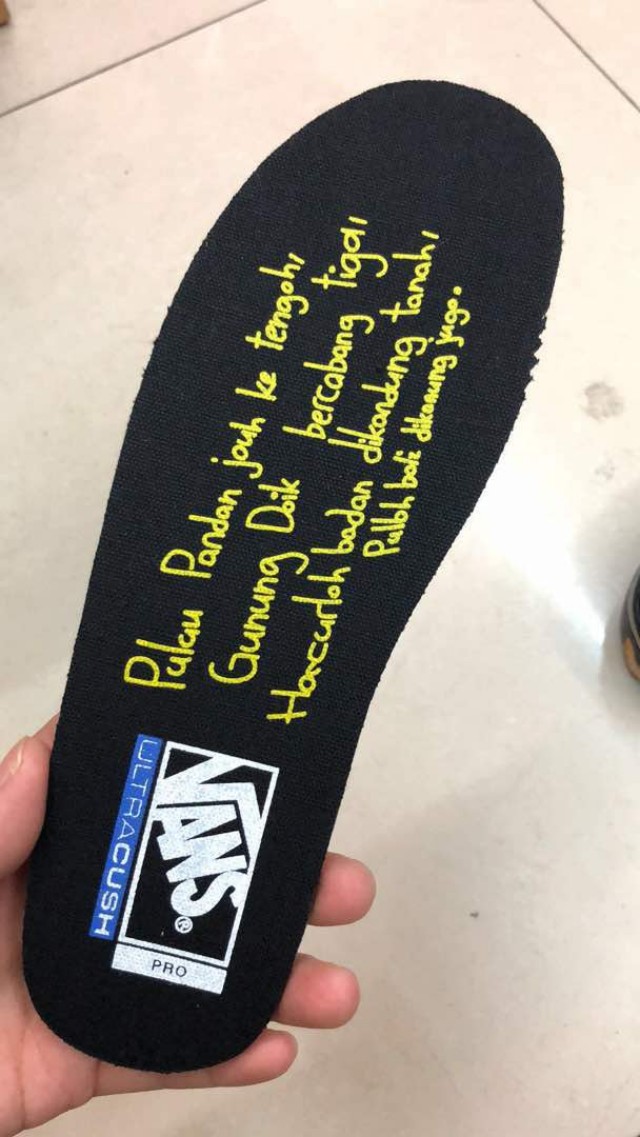 Pulau Pandan jauh ke tengah,
Gunung Daik bercabang tiga,
Hancurlah badan dikandung tanah,
Pulloh baik dikenang juga.
ULTRACUSH
VANS®
PRO